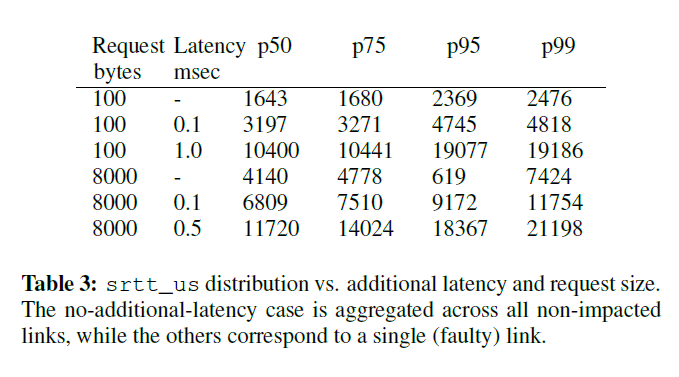 Request Latency p50 p75 p95 p99
bytes msec
100 - 1643 1680 2369 2476
100 0.1 3197 3271 4745 4818
100 1.0 10400 10441 19077 19186
8000 - 4140 4778 619 7424
8000 0.1 6809 7510 9172 11754
8000 0.5 11720 14024 18367 21198
Table 3: srtt_us distribution vs. additional latency and request size.
The no-additional-latency case is aggregated across all non-impacted
links, while the others correspond to a single (faulty) link.